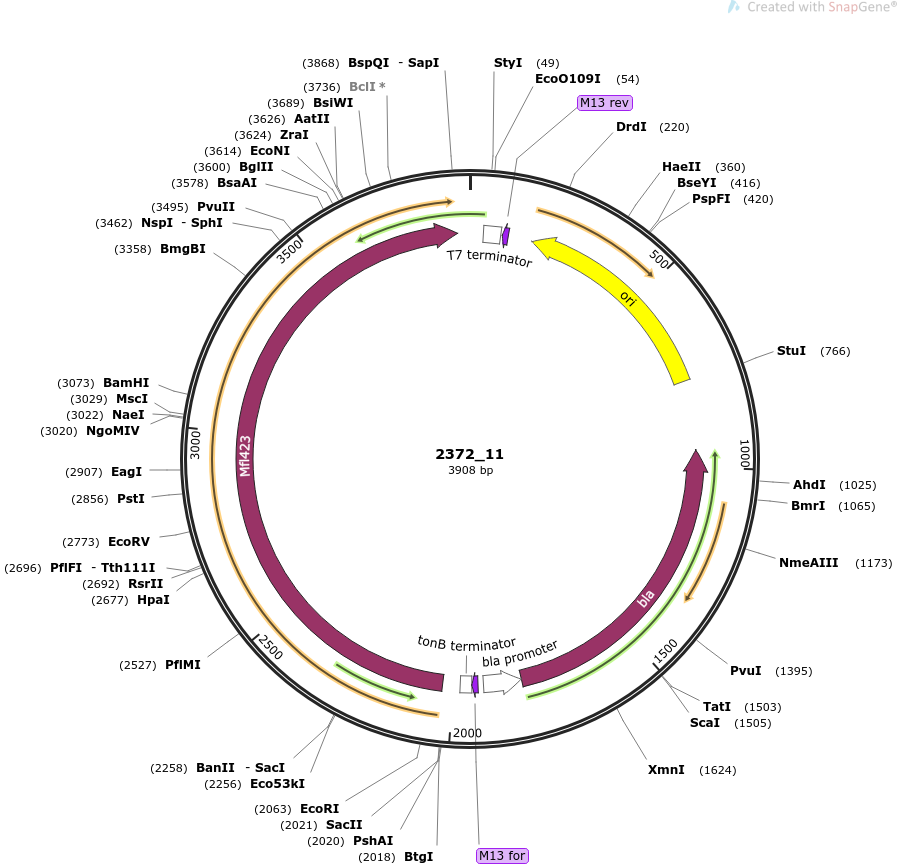 Created with SnapGene®
(3868) BspQI - SapI
(3736) BclI *
(3689) BsiWI
(3626) AatII
(3624) ZraI
(3614) EcoNI
(3600) BglII
(3578) BsaAI
(3495) PvuII
(3462) NspI - SphI
(3358) BmgBI
StyI (49)
EcoO109I (54)
M13 rev
DrdI (220)
HaeII (360)
BseYI (416)
PspFI (420)
T7 terminator
3500
500
ori
StuI (766)
(3073) BamHI
(3029) MscI
(3022) NaeI
(3020) NgoMIV
3000
Mfl423
2372_11
3908 bp
1000
(2907) EagI
(2856) PstI
(2773) EcoRV
(2696) PflFI - Tth111I
(2692) RsrII
(2677) HpaI
(2527) PflMI
2500
AhdI (1025)
BmrI (1065)
NmeAIII (1173)
bla
1500
PvuI (1395)
TatI (1503)
ScaI (1505)
XmnI (1624)
tonB terminator
bla promoter
2000
(2258) BanII - SacI
(2256) Eco53kI
(2063) EcoRI
(2021) SacII
(2020) PshAI
(2018) BtgI
M13 for